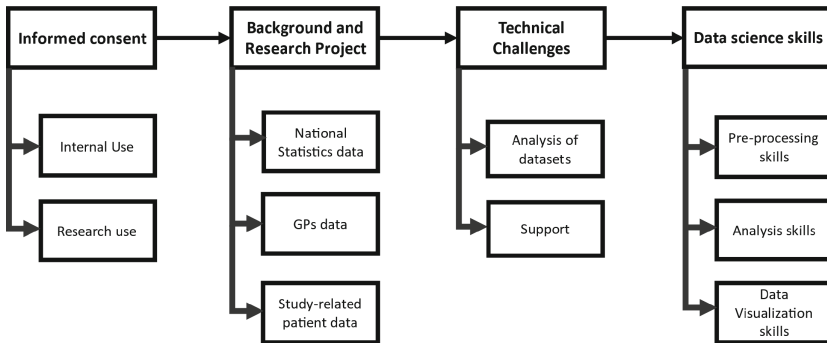 Informed consent
Internal Use
Research use
Background and
Research Project
National
Statistics data
GPs data
Study-related
patient data
Technical
Challenges
Analysis of
datasets
Support
Data science skills
Pre-processing
skills
Analysis skills
Data
Visualization
skills